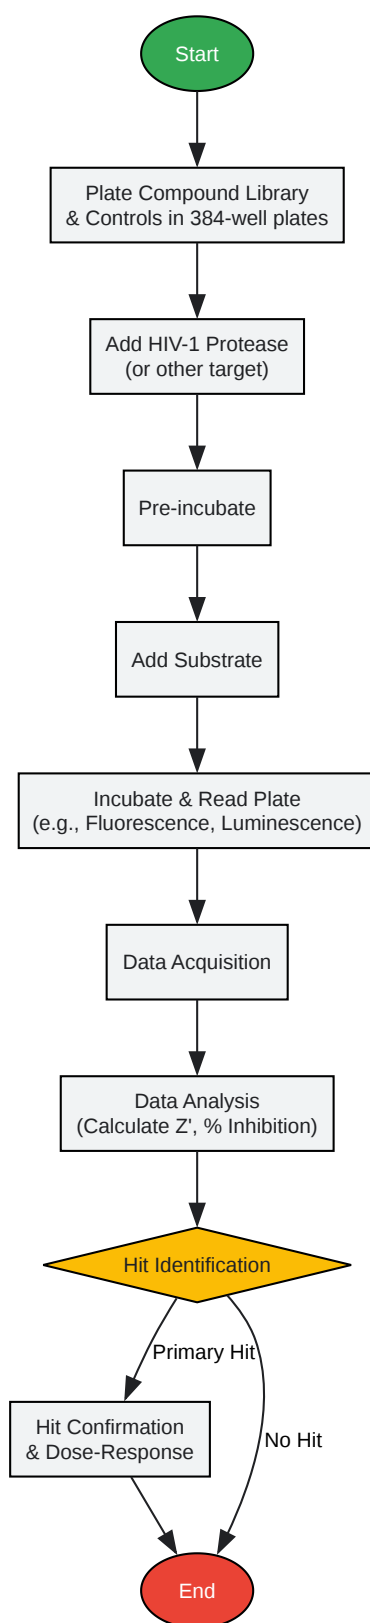 Start
Plate Compound Library
& Controls in 384-well plates
Add HIV-1 Protease
(or other target)
Pre-incubate
Add Substrate
Incubate & Read Plate
(e.g., Fluorescence, Luminescence)
Data Acquisition
Data Analysis
(Calculate Z', % Inhibition)
Hit Identification
Primary Hit
Hit Confirmation
& Dose-Response
No Hit
End